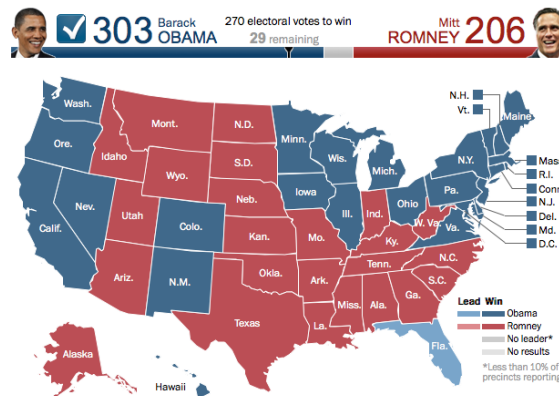 303 Barack OBAMA
270 electoral votes to win
29 remaining
Mitt ROMNEY 206
Wash.
Ore.
Calif.
Nev.
Idaho
Mont.
Wyo.
Utah
Ariz.
Colo.
N.M.
N.D.
S.D.
Neb.
Kan.
Okla.
Texas
Minn.
Iowa
Mo.
Ark.
La.
Wis.
Ill.
Mich.
Ind.
Ohio
Ky.
Tenn.
Miss.
Ala.
Ga.
Fla.
S.C.
N.C.
Va.
W. Va.
Pa.
N.Y.
Maine
N.H.
Vt.
Mass
R.I.
Conn
N.J.
Del.
Md.
D.C.
Alaska
Hawaii
Lead Win
Obama
Romney
No leader*
No results
*Less than 10% of
precincts reporting